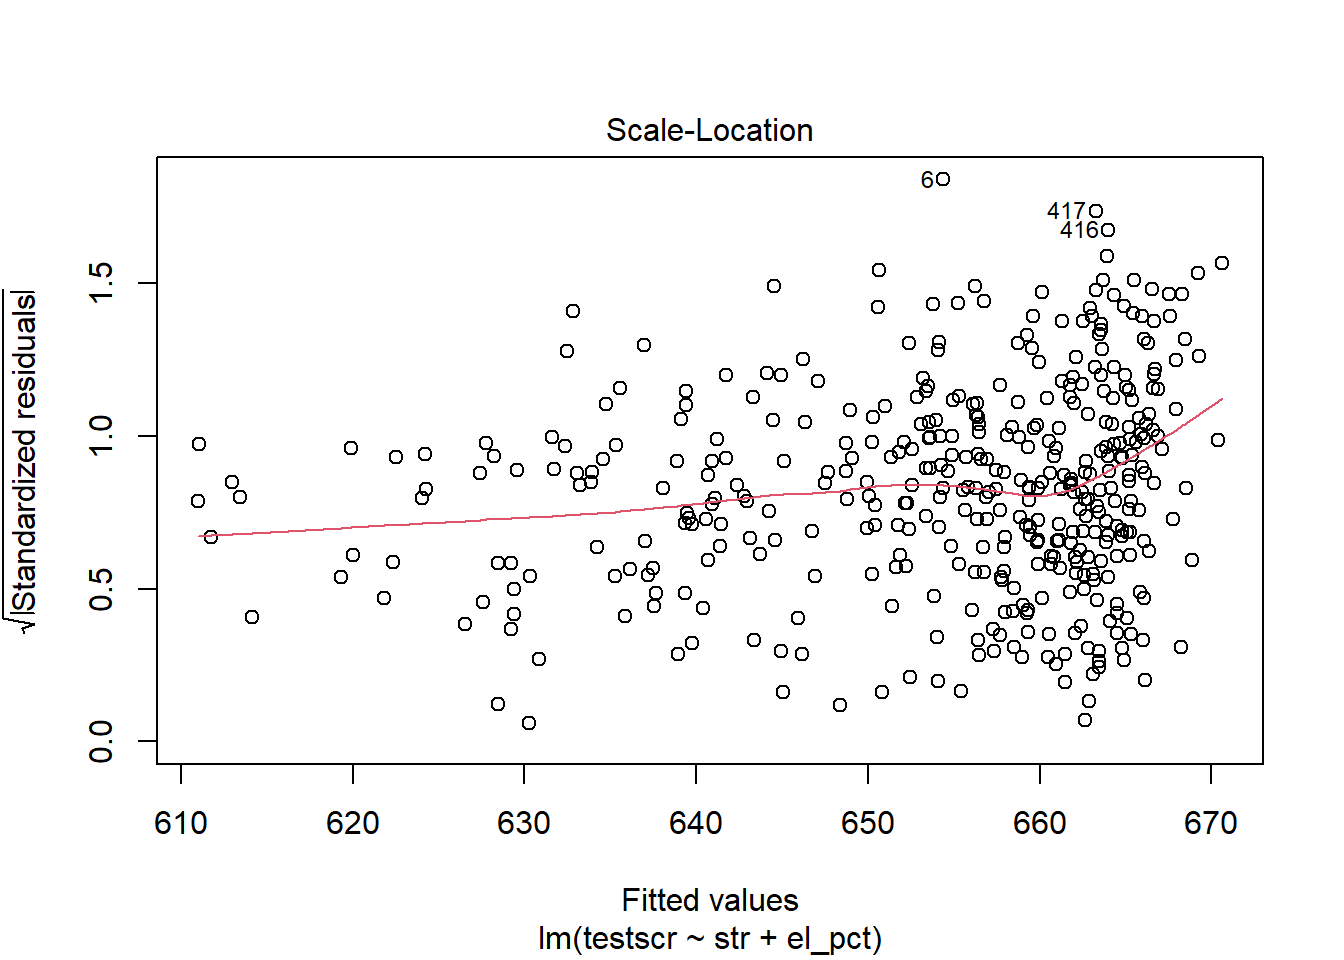 Scale-Location
6
417
416
√|Standardized residuals|
0.0 0.5 1.0 1.5
610 620 630 640 650 660 670
Fitted values
lm(testscr ~ str + el_pct)